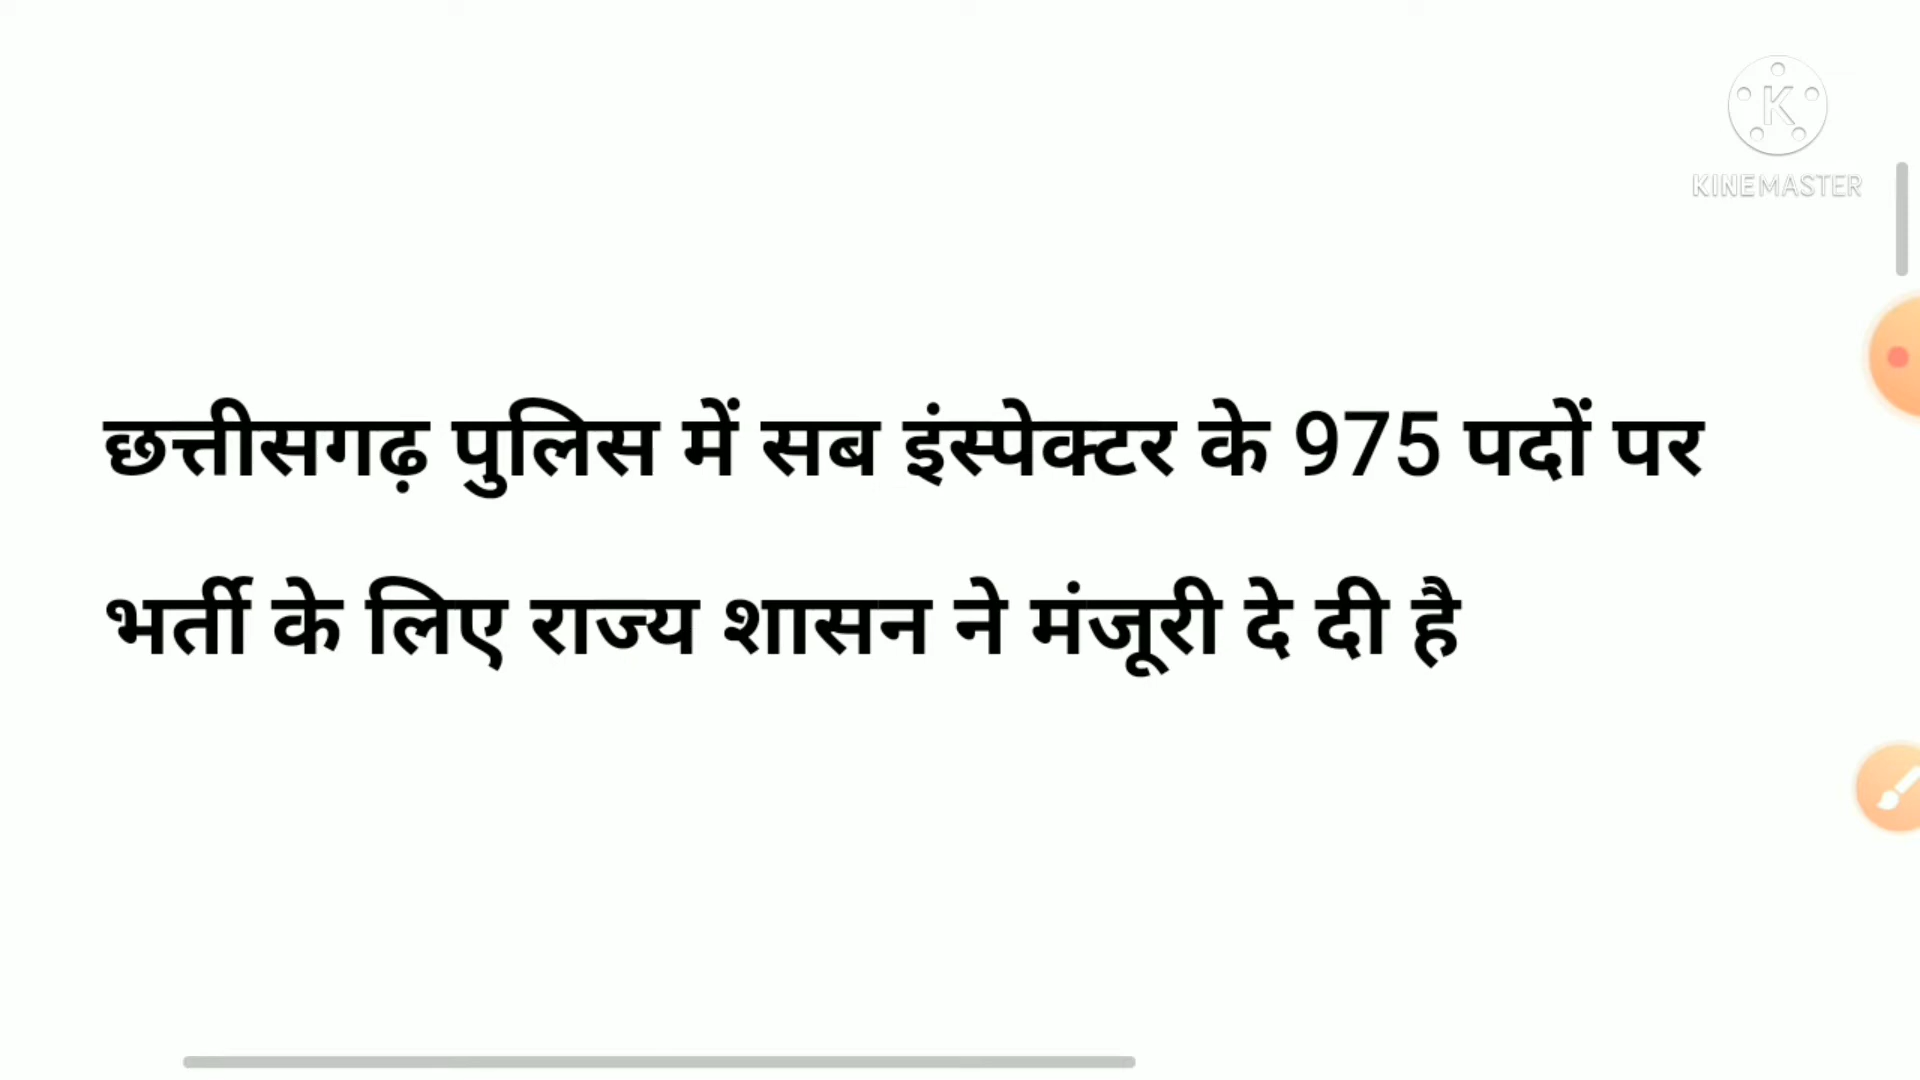 KINEMASTER
छत्तीसगढ़ पुलिस में सब इंस्पेक्टर के 975 पदों पर
भर्ती के लिए राज्य शासन ने मंजूरी दे दी है